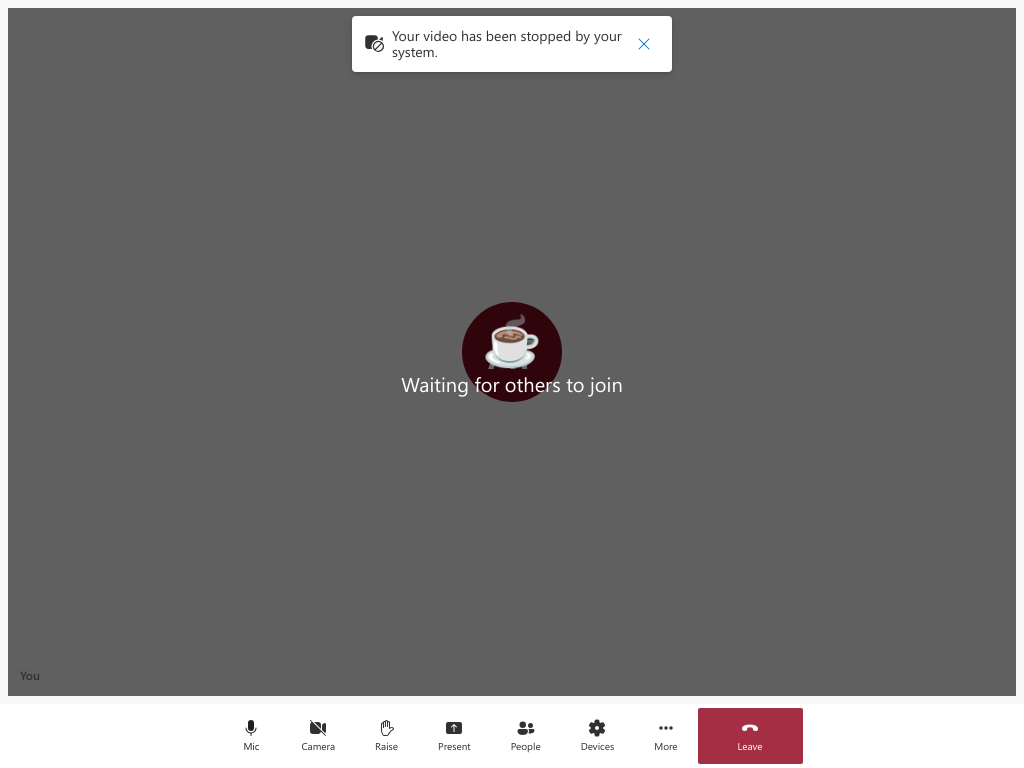 Your video has been stopped by your
system.
Waiting for others to join
You
Mic
Camera
Raise
Present
People
Devices
More
Leave